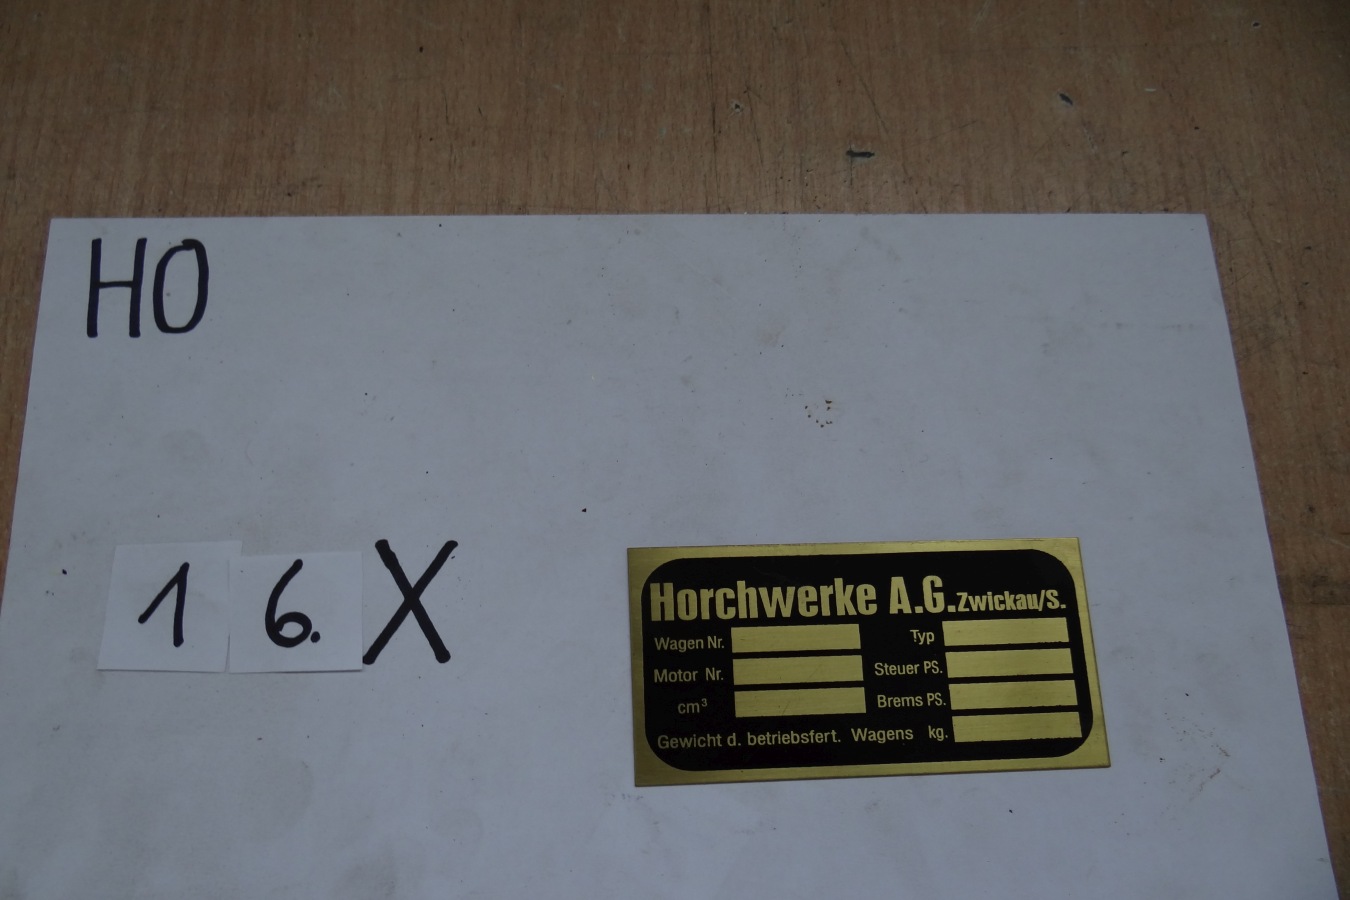 HO
1 6. X
Horchwerke A.G. Zwickau/S.
Wagen Nr. Typ
Motor Nr. Steuer PS.
cm³ Brems PS.
Gewicht d. betriebsfert. Wagens kg.